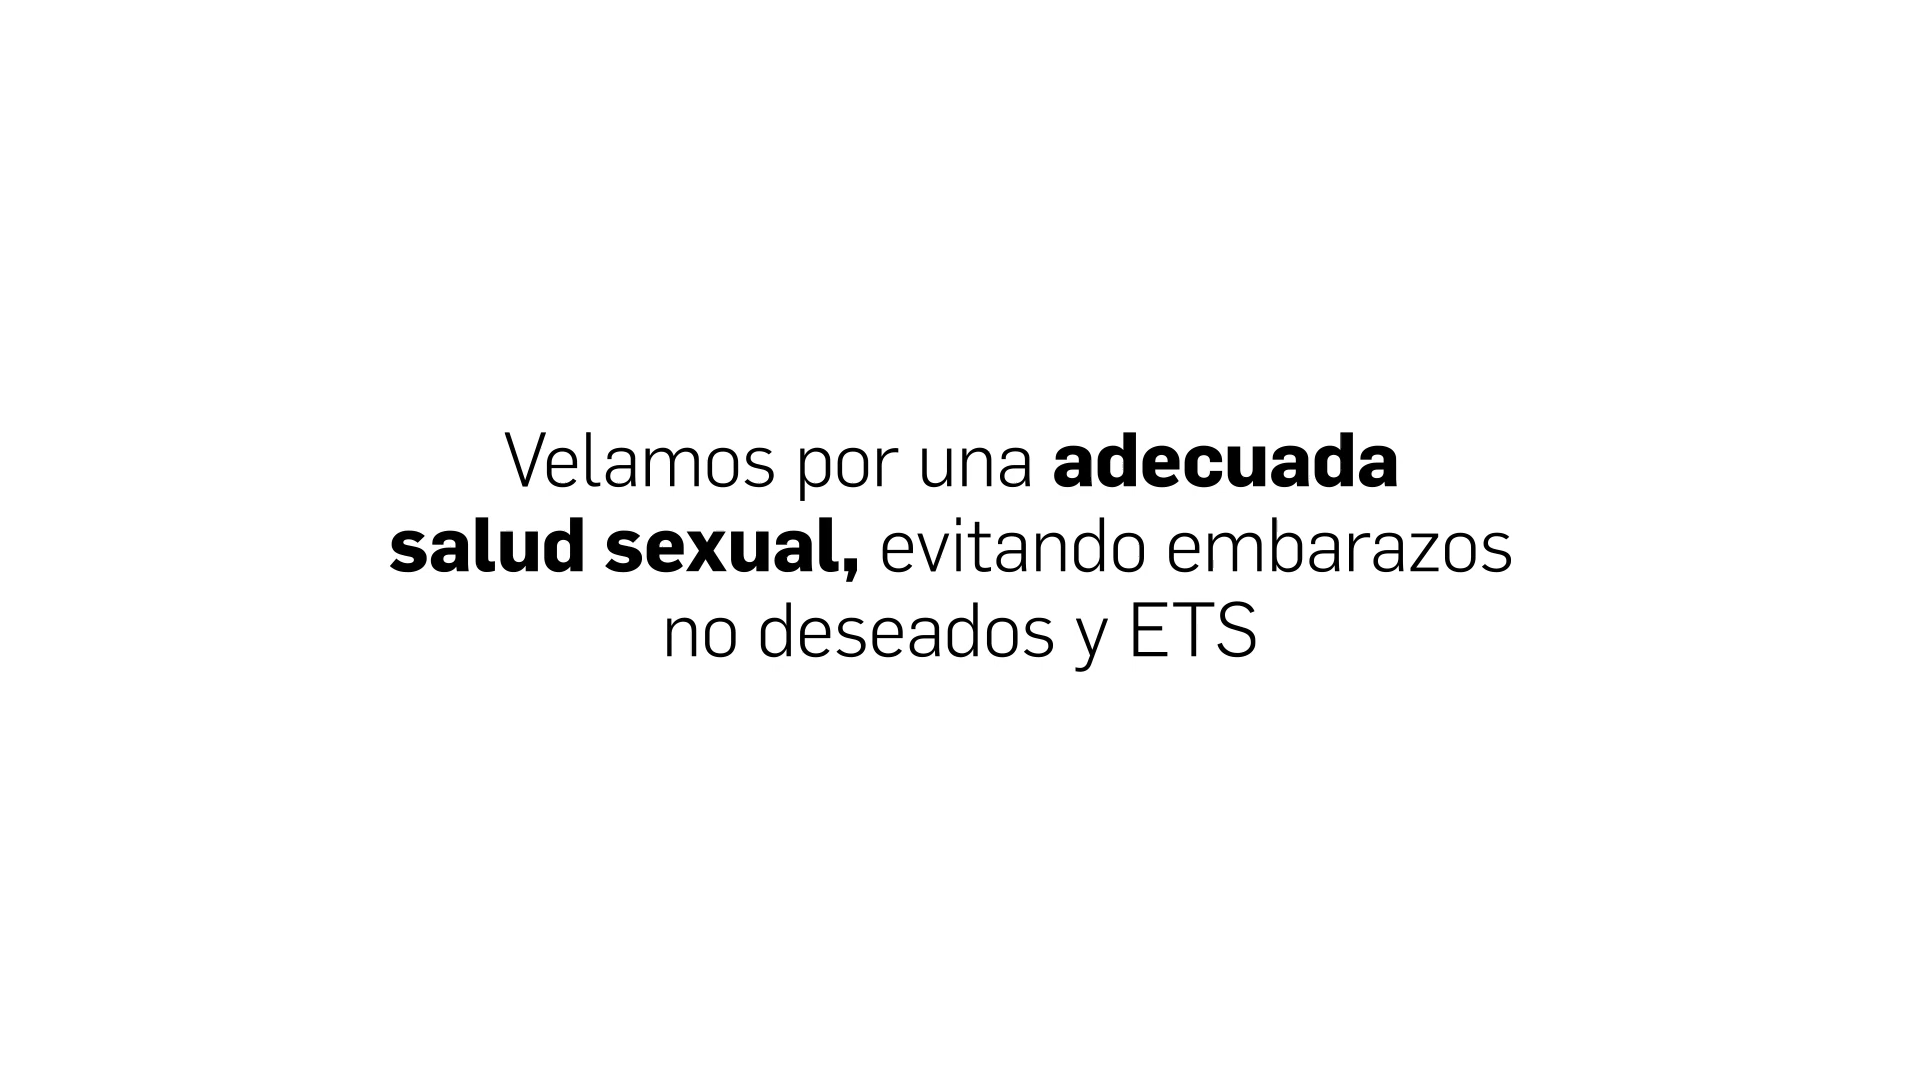 Velamos por una adecuada
salud sexual, evitando embarazos
no deseados y ETS